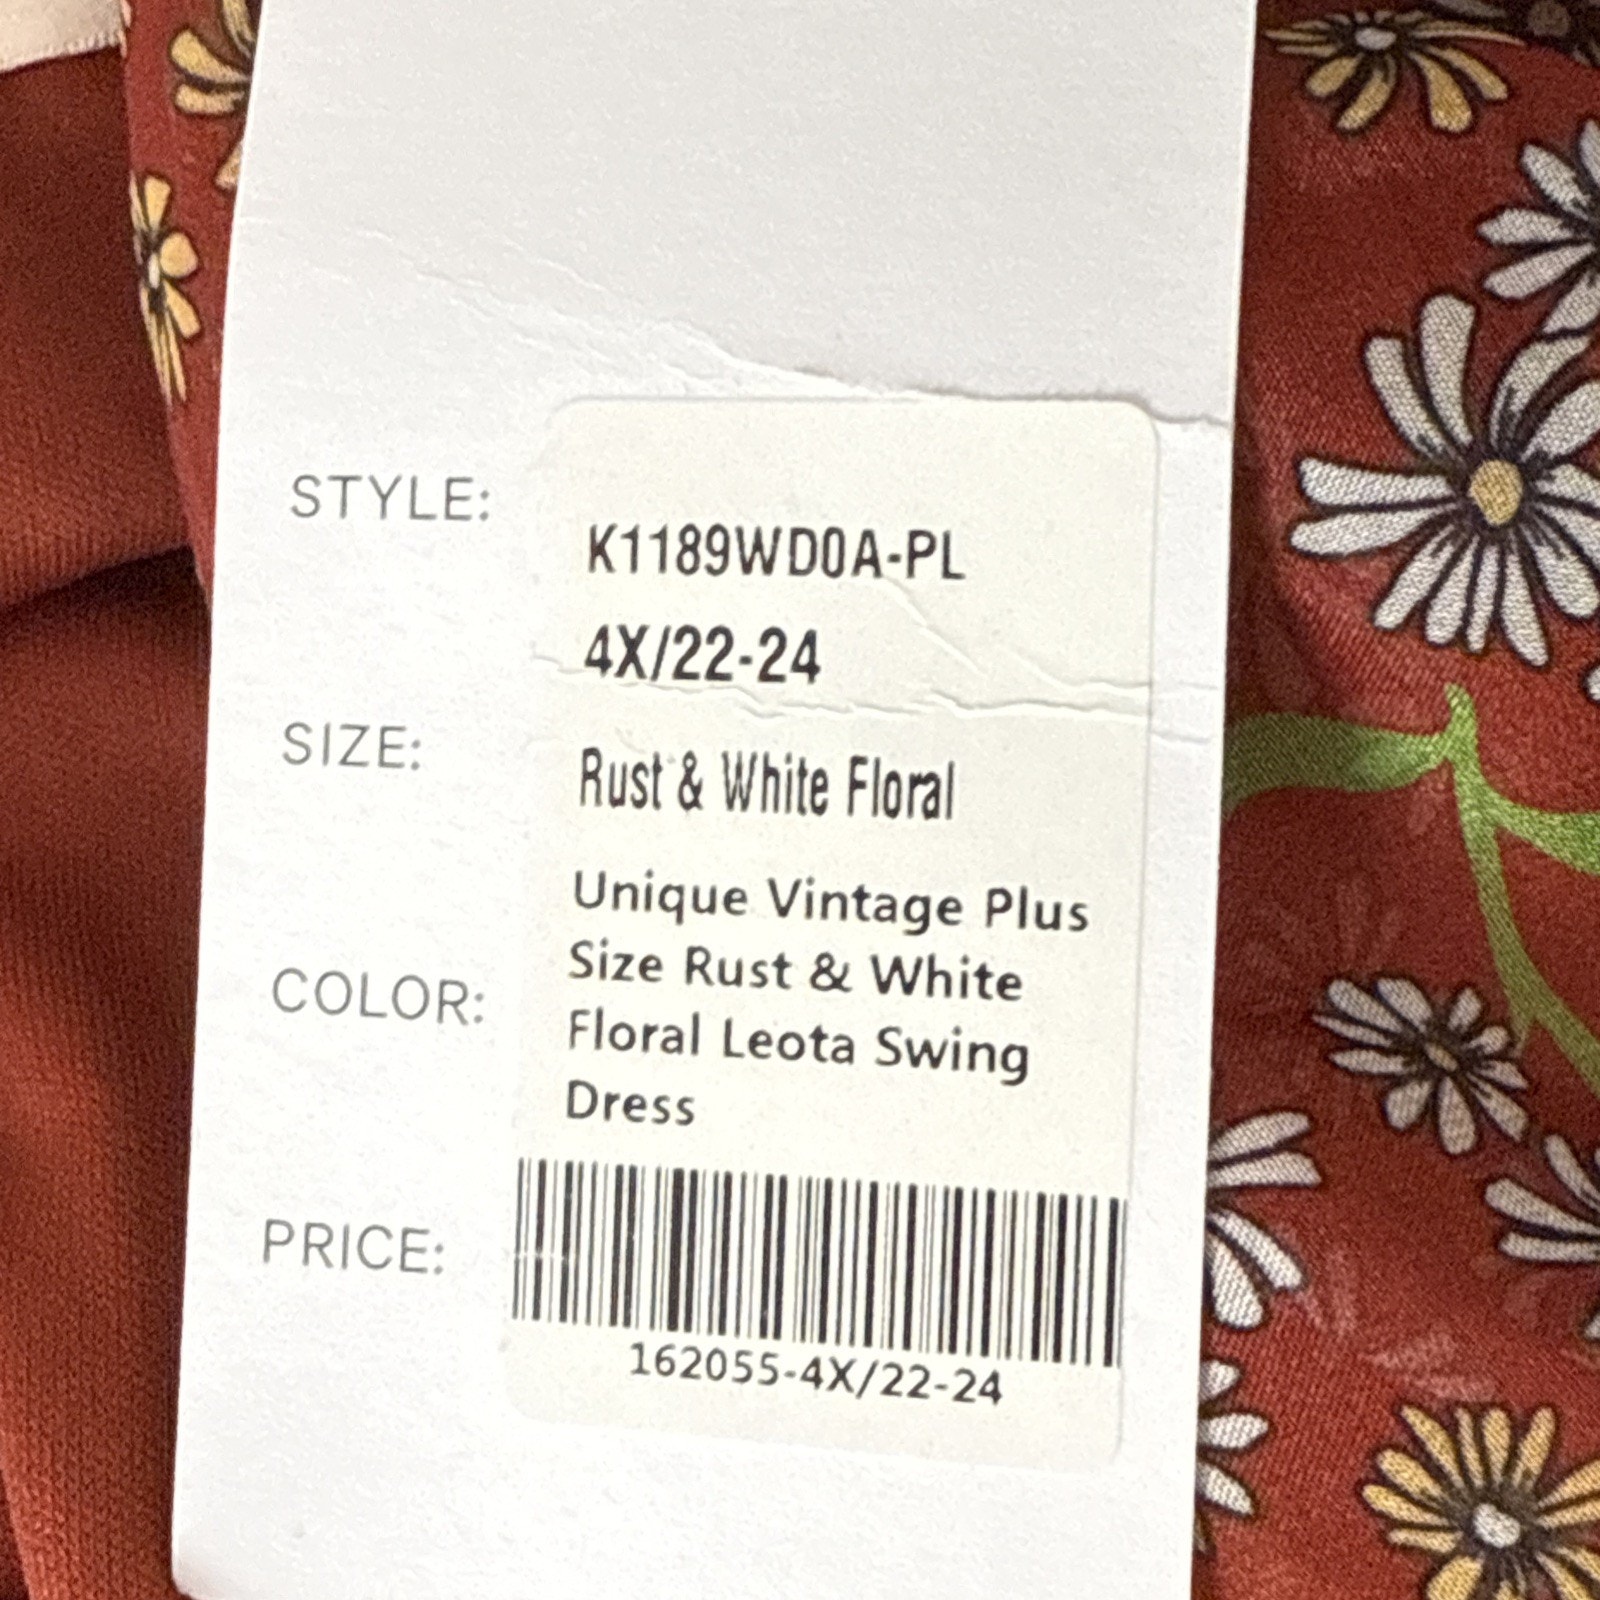 STYLE:
K1189WD0A-PL
4X/22-24
SIZE:
Rust & White Floral
Unique Vintage Plus
Size Rust & White
COLOR:
Floral Leota Swing
Dress
PRICE:
162055-4X/22-24